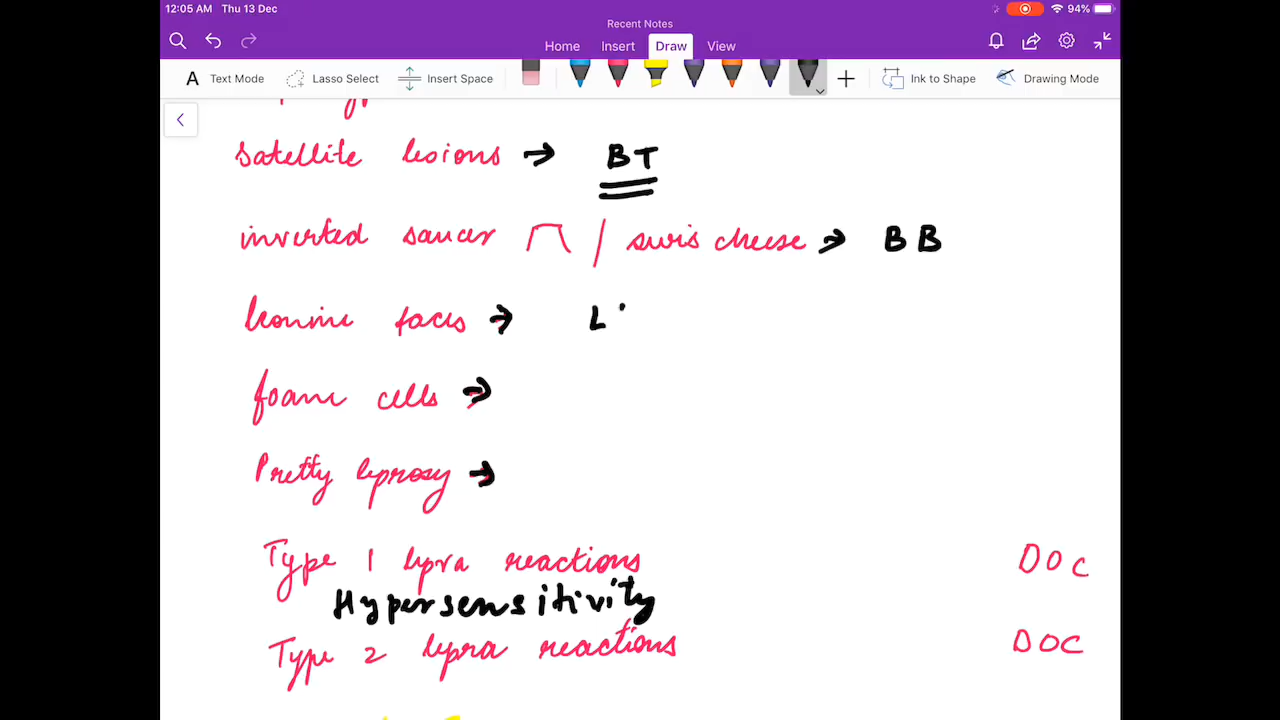 12:05 AM Thu 13 Dec 94%
Recent Notes
Home Insert Draw View
A Text Mode Lasso Select Insert Space Ink to Shape Drawing Mode
satellite lesions → BT
inverted saucer / swis cheese → BB
leonine faces → L
foam cells →
Pretty leprosy →
Type 1 lepra reactions DOC
Hypersensitivity
Type 2 lepra reactions DOC